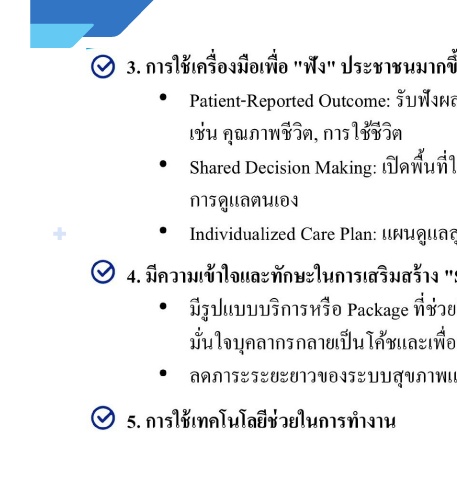 3. การใช้เครื่องมือเพื่อ "ฟัง" ประชาชนมากขึ้
• Patient-Reported Outcome: รับฟังผล
เช่น คุณภาพชีวิต, การใช้ชีวิต
• Shared Decision Making: เปิดพื้นที่ใ
การดูแลตนเอง
• Individualized Care Plan: แผนดูแลสุ
4. มีความเข้าใจและทักษะในการเสริมสร้าง "S
• มีรูปแบบบริการหรือ Package ที่ช่วย
มั่นใจบุคลากรกลายเป็นโค้ชและเพื่อ
• ลดภาระระยะยาวของระบบสุขภาพแ
5. การใช้เทคโนโลยีช่วยในการทำงาน